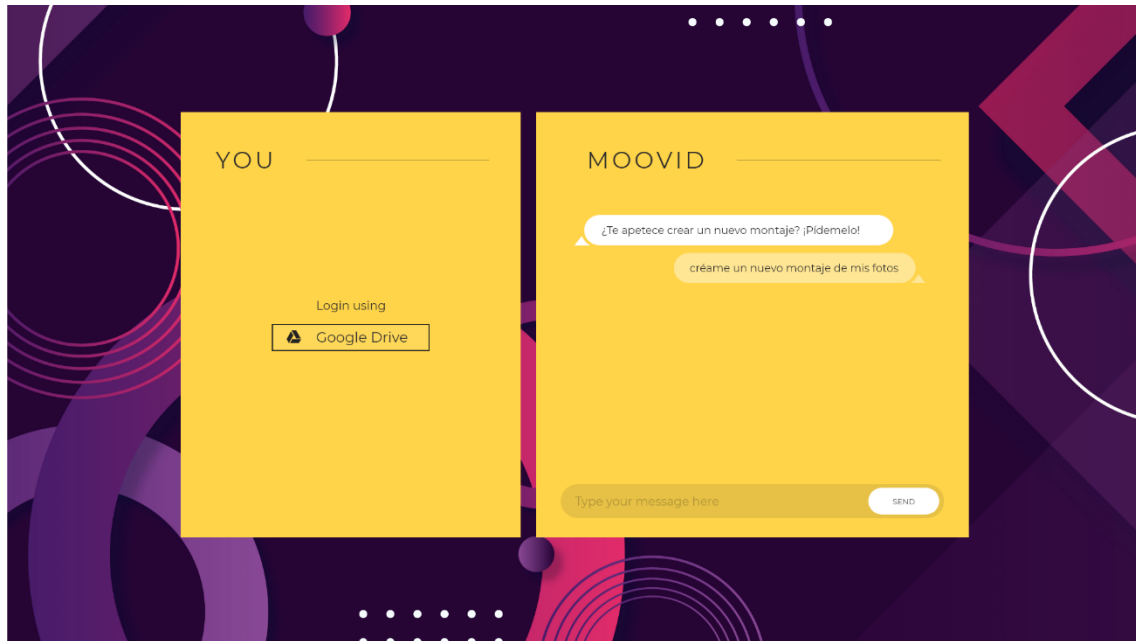 YOU
Login using
Google Drive
MOOVID
¿Te apetece crear un nuevo montaje? ¡Pídemelo!
créame un nuevo montaje de mis fotos
Type your message here
SEND